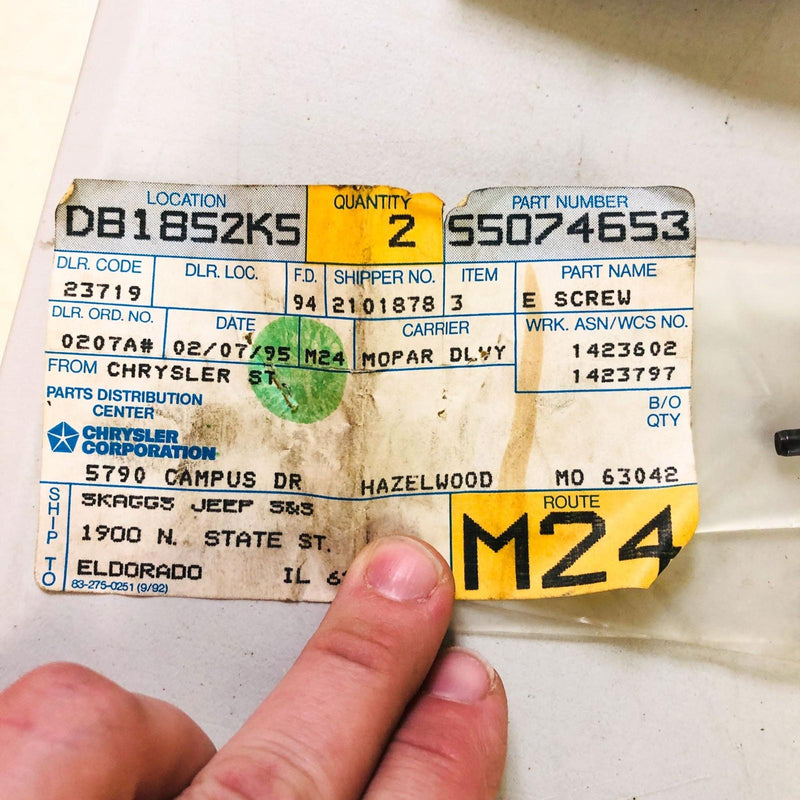 LOCATION QUANTITY PART NUMBER
DB1852K5 2 55074653
DLR. CODE DLR. LOC. F.D. SHIPPER NO. ITEM PART NAME
23719 94 2101878 3 E SCREW
DLR. ORD. NO. DATE CARRIER WRK. ASN/WCS NO.
0207A# 02/07/95 M24 MOPAR DLVY 1423602
1423797
FROM CHRYSLER ST.
PARTS DISTRIBUTION
CENTER
B/O
QTY
CHRYSLER
CORPORATION
5790 CAMPUS DR HAZELWOOD MO 63042
SHIP TO
SKAGGS JEEP S&S
1900 N. STATE ST.
ELDORADO IL
83-275-0251 (9/92)
ROUTE
M24